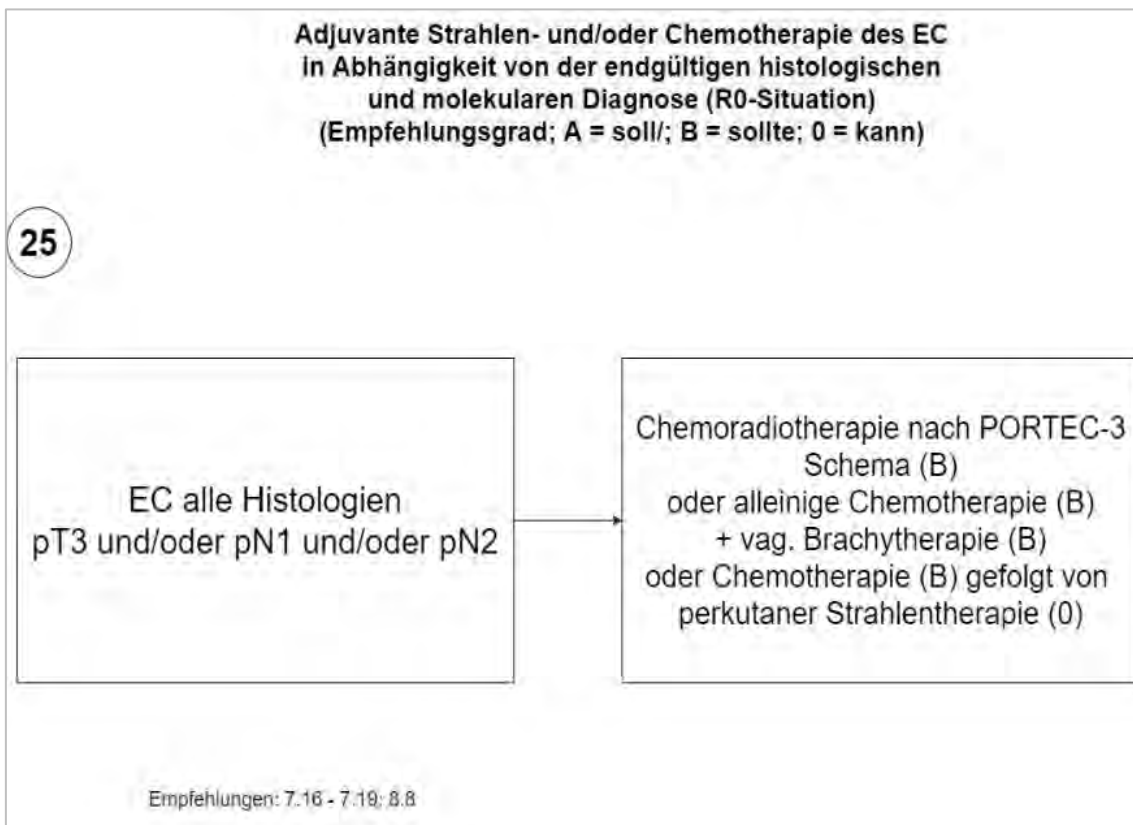 Adjuvante Strahlen- und/oder Chemotherapie des EC
in Abhängigkeit von der endgültigen histologischen
und molekularen Diagnose (R0-Situation)
(Empfehlungsgrad; A = soll/; B = sollte; 0 = kann)
25
EC alle Histologien
pT3 und/oder pN1 und/oder pN2
Chemoradiotherapie nach PORTEC-3
Schema (B)
oder alleinige Chemotherapie (B)
+ vag. Brachytherapie (B)
oder Chemotherapie (B) gefolgt von
perkutaner Strahlentherapie (0)
Empfehlungen: 7.16 - 7.19; 8.8